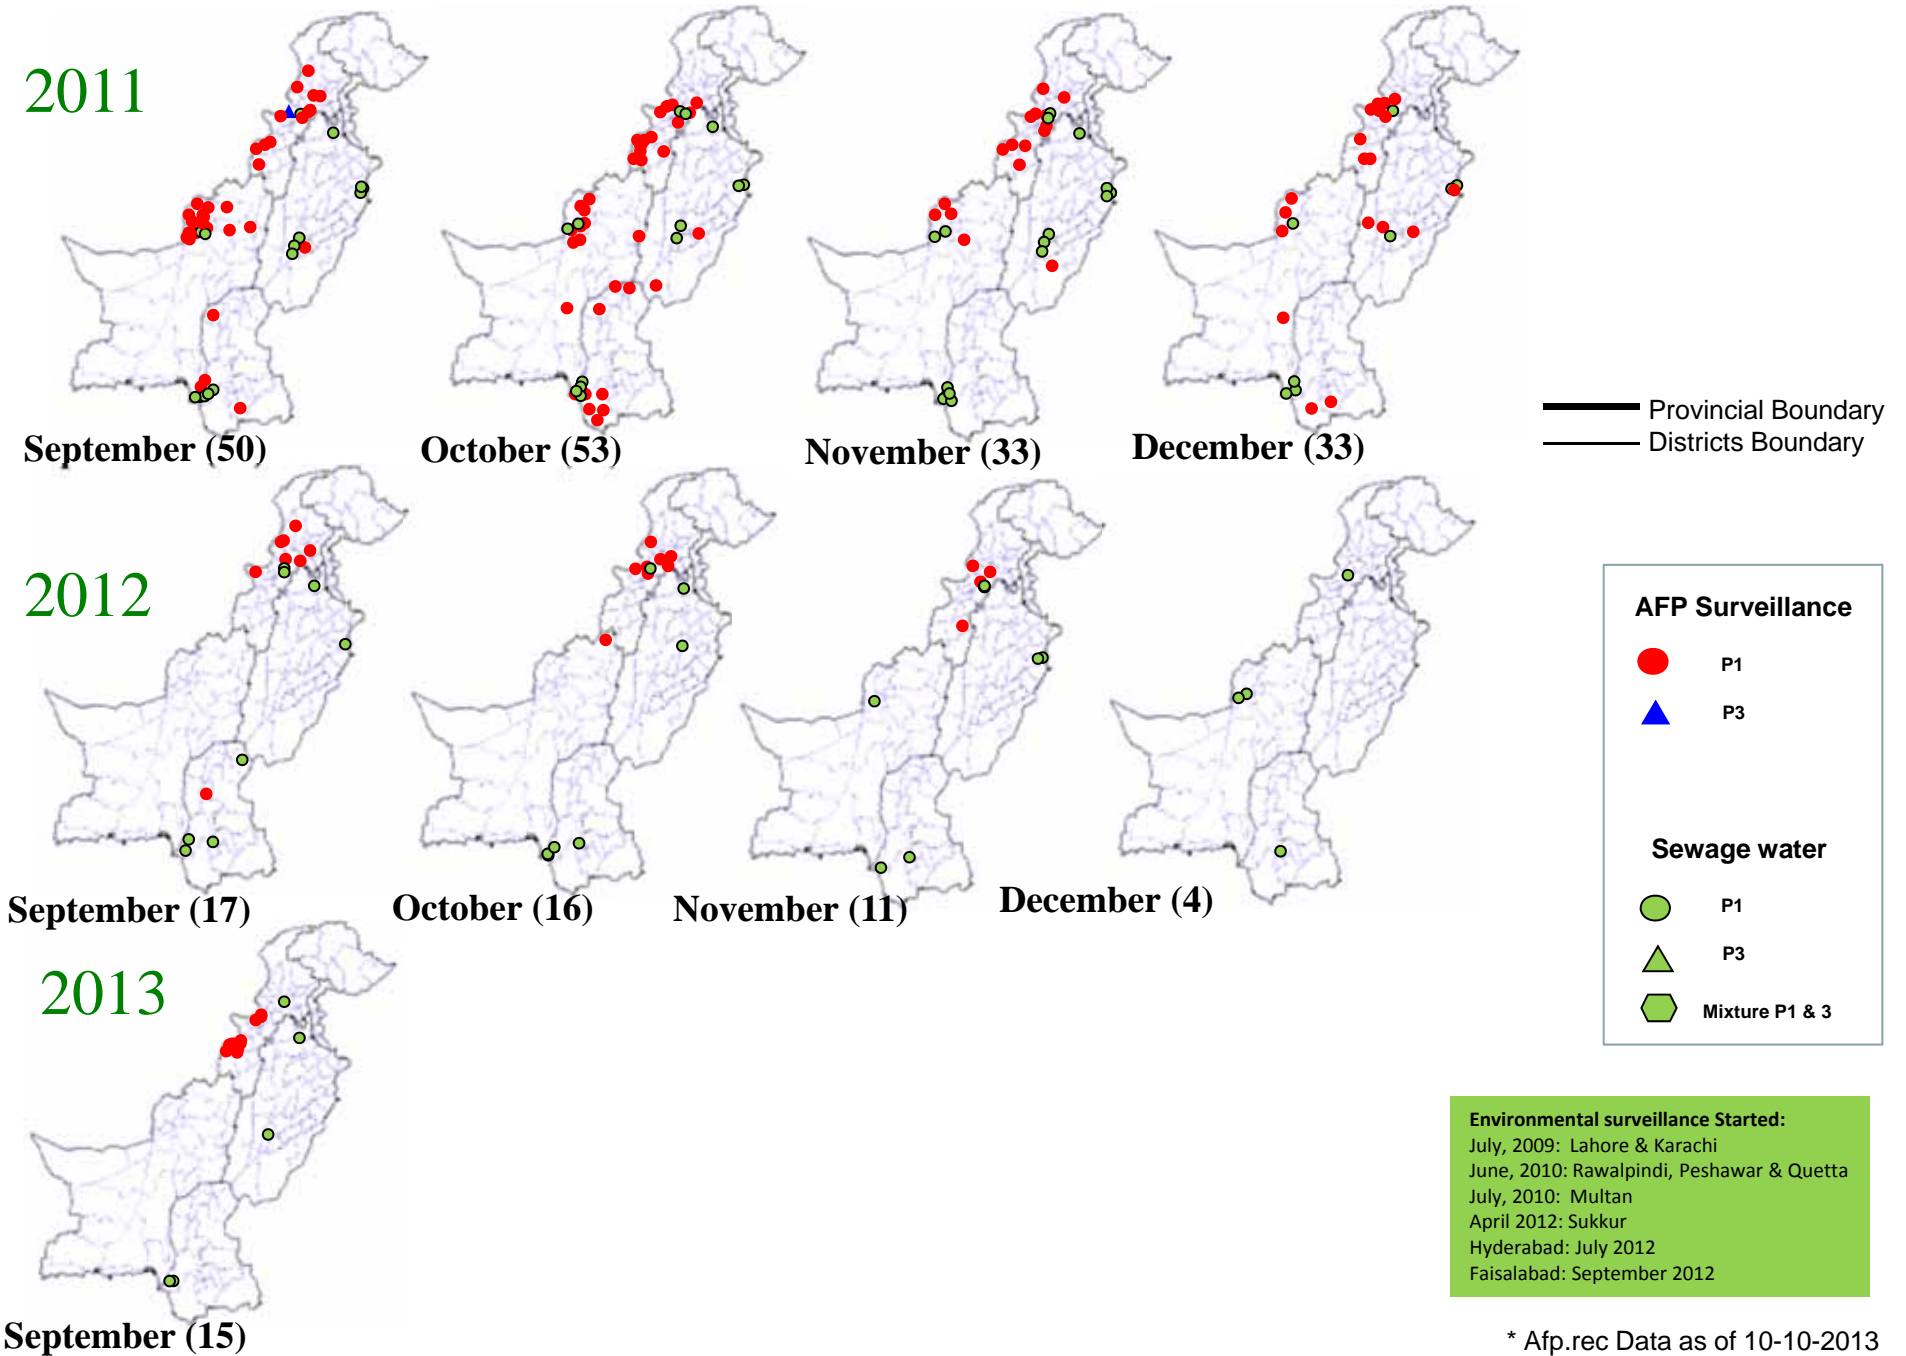 2011
September (50)
October (53)
November (33)
December (33)
Provincial Boundary
Districts Boundary
2012
September (17)
October (16)
November (11)
December (4)
AFP Surveillance
P1
P3
Sewage water
P1
P3
Mixture P1 & 3
2013
September (15)
Environmental surveillance Started:
July, 2009: Lahore & Karachi
June, 2010: Rawalpindi, Peshawar & Quetta
July, 2010: Multan
April 2012: Sukkur
Hyderabad: July 2012
Faisalabad: September 2012
* Afp.rec Data as of 10-10-2013